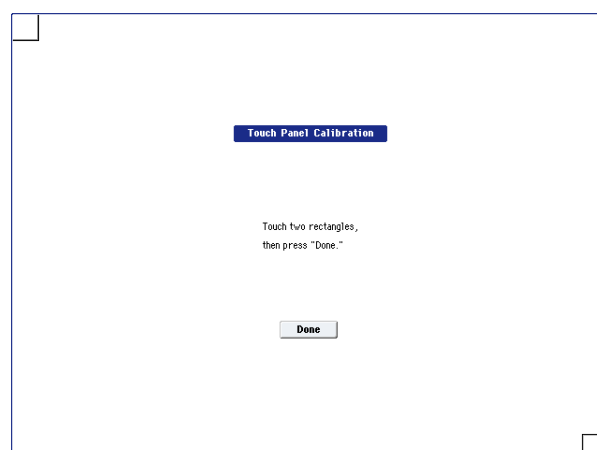 Touch Panel Calibration
Touch two rectangles,
then press "Done."
Done